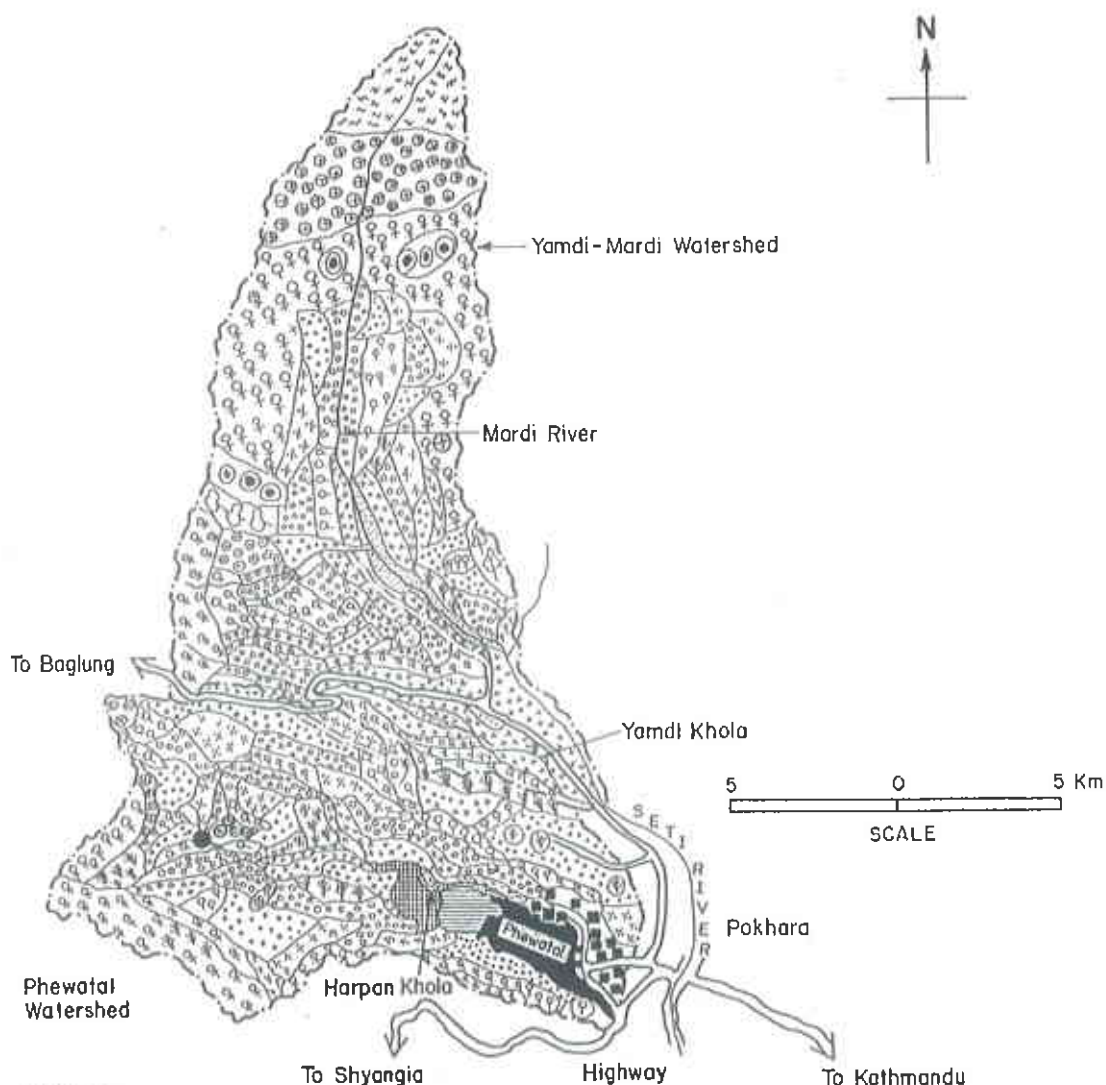 N
Yamdi-Mardi Watershed
Mardi River
To Baglung
Yamdi Khola
5 0 5 Km
SCALE
SETI RIVER
Pokhara
Phewatal
Phewatal
Watershed
Harpan Khola
To Shyangia
Highway
To Kathmandu